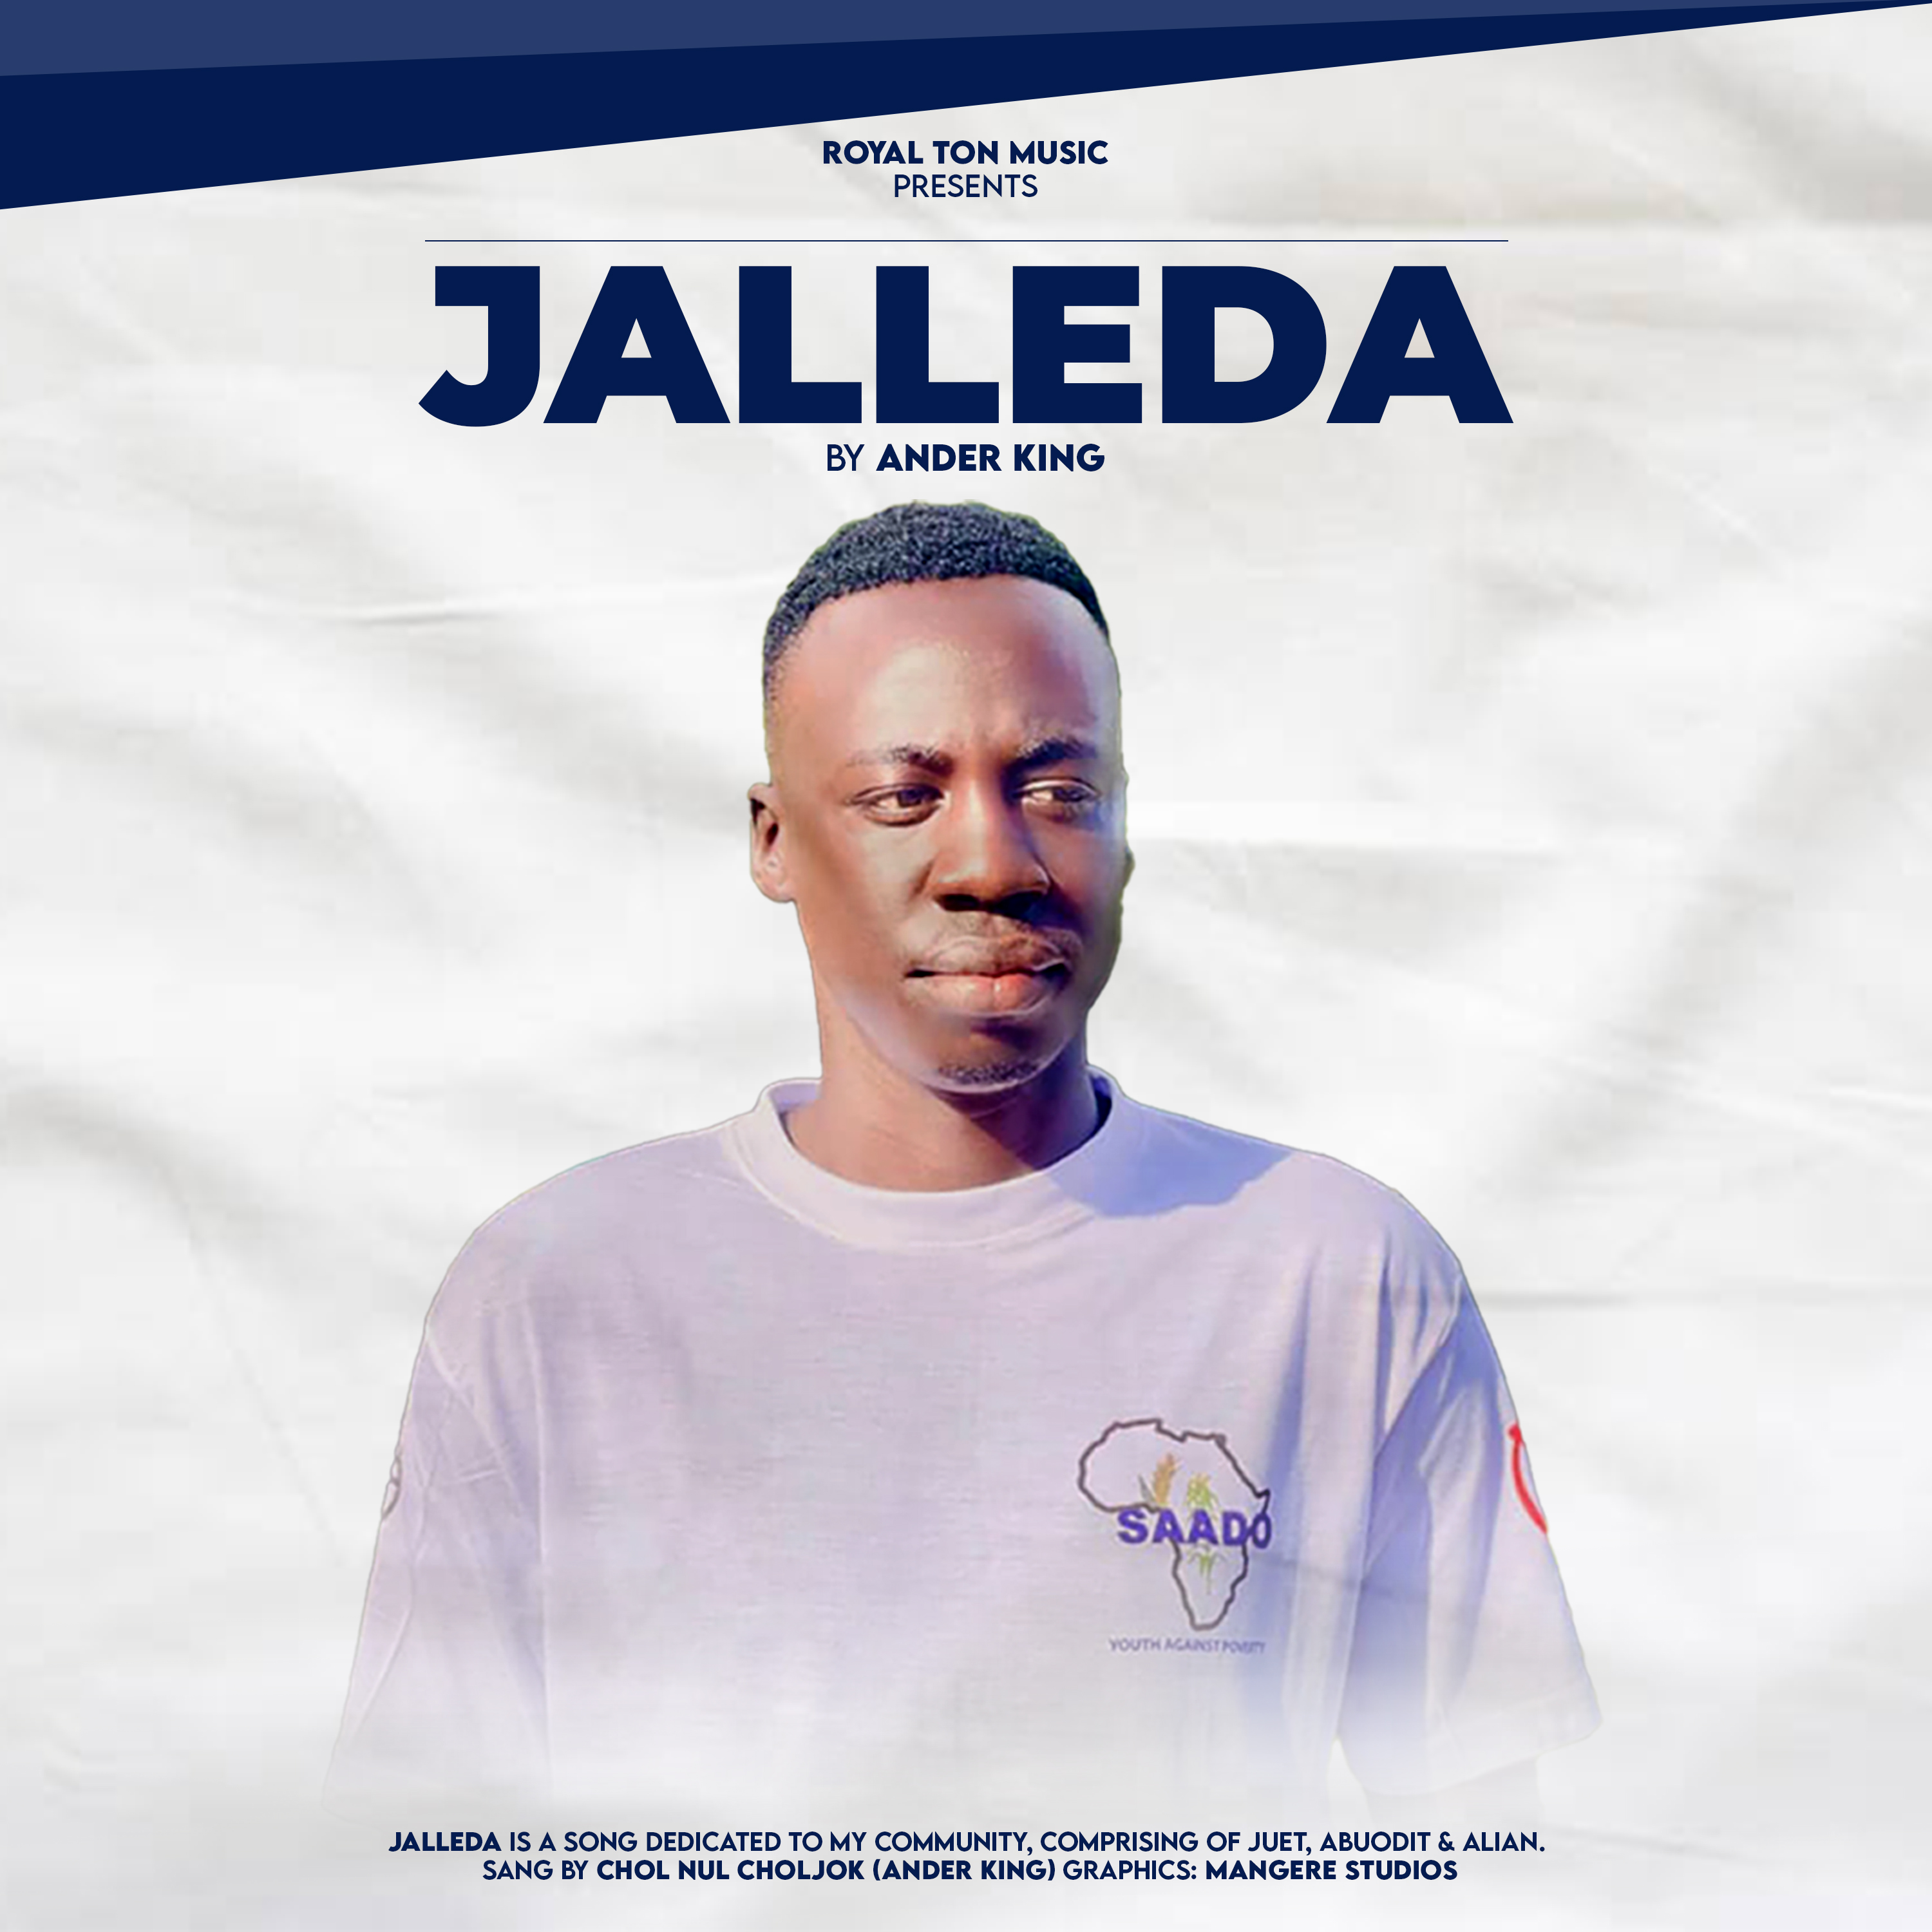 ROYAL TON MUSIC
PRESENTS
JALLEDA
BY ANDER KING
SAADO
YOUTH AGAINST POVERTY
JALLEDA IS A SONG DEDICATED TO MY COMMUNITY, COMPRISING OF JUET, ABUODIT & ALIAN.
SANG BY CHOL NUL CHOLJOK (ANDER KING) GRAPHICS: MANGERE STUDIOS